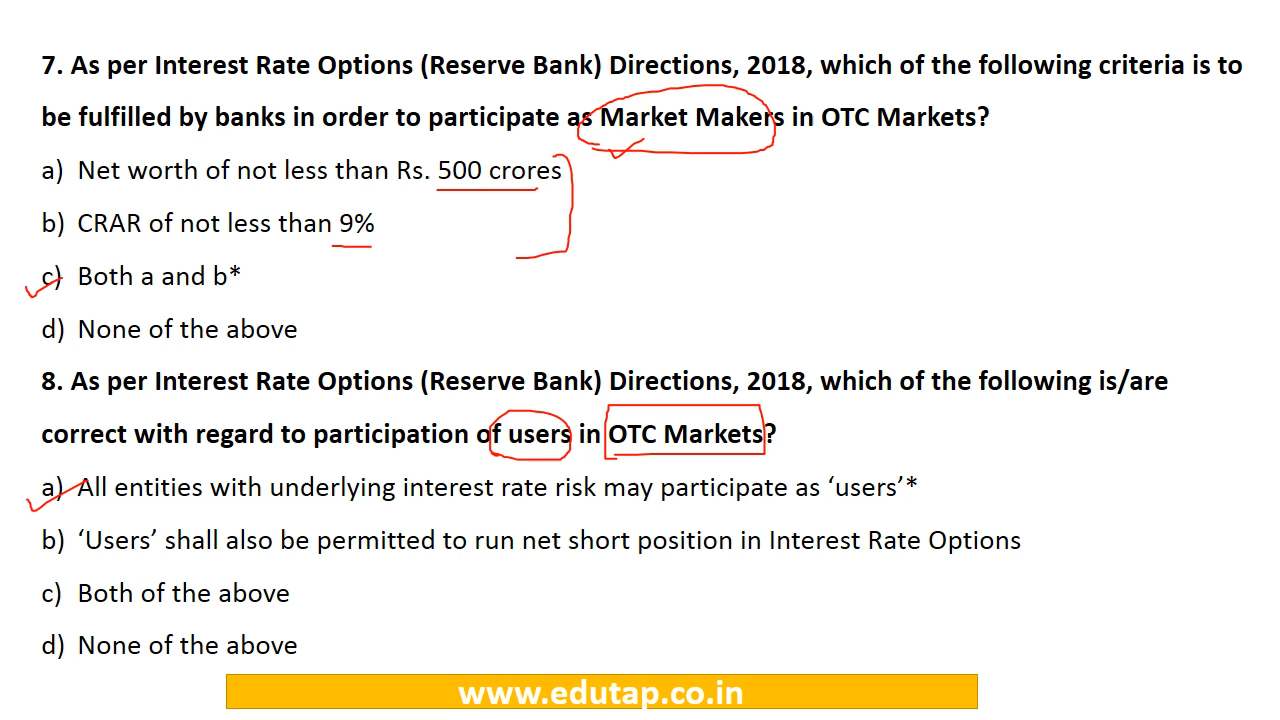 7. As per Interest Rate Options (Reserve Bank) Directions, 2018, which of the following criteria is to
be fulfilled by banks in order to participate as Market Makers in OTC Markets?
a) Net worth of not less than Rs. 500 crores
b) CRAR of not less than 9%
c) Both a and b*
d) None of the above
8. As per Interest Rate Options (Reserve Bank) Directions, 2018, which of the following is/are
correct with regard to participation of users in OTC Markets?
a) All entities with underlying interest rate risk may participate as ‘users’*
b) ‘Users’ shall also be permitted to run net short position in Interest Rate Options
c) Both of the above
d) None of the above
www.edutap.co.in